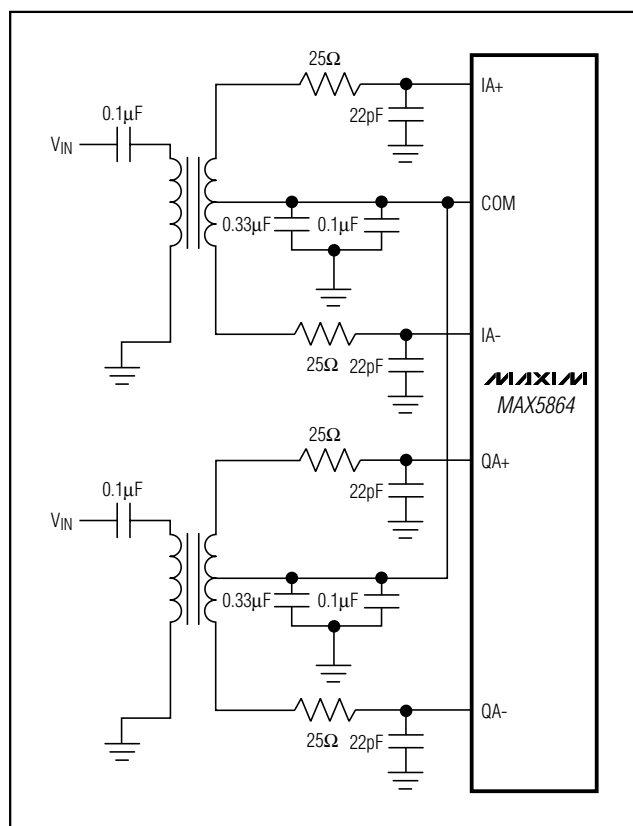 25Ω
IA+
0.1µF
22pF
VIN
COM
0.33µF
0.1µF
IA-
25Ω
22pF
MAXIM
MAX5864
25Ω
QA+
0.1µF
22pF
VIN
0.33µF
0.1µF
QA-
25Ω
22pF